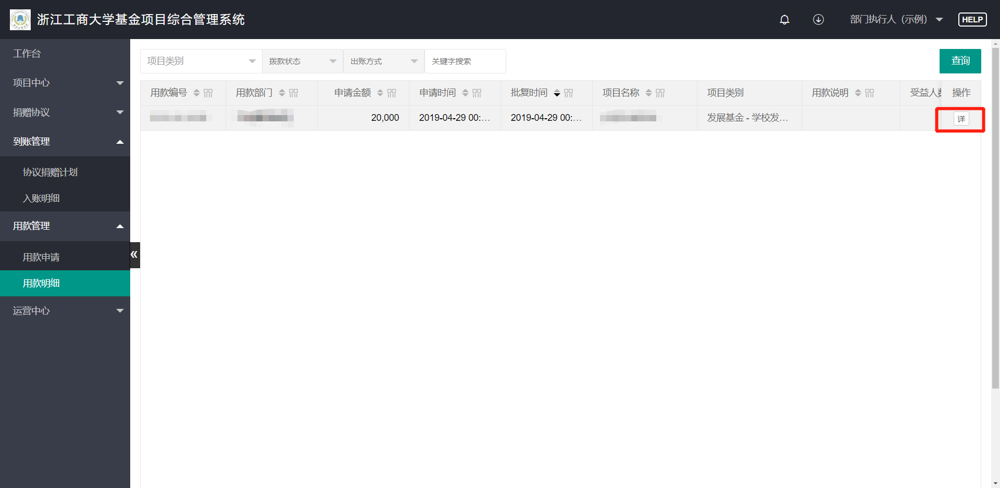 浙江工商大学基金项目综合管理系统
部门执行人（示例）
HELP
工作台
项目中心
捐赠协议
到账管理
协议捐赠计划
入账明细
用款管理
用款申请
用款明细
运营中心
项目类别 拨款状态 出账方式 关键字搜索 查询
用款编号 用款部门 申请金额 申请时间 批复时间 项目名称 项目类别 用款说明 受益人数 操作
20,000 2019-04-29 00:... 2019-04-29 00:... 发展基金 - 学校发... 详